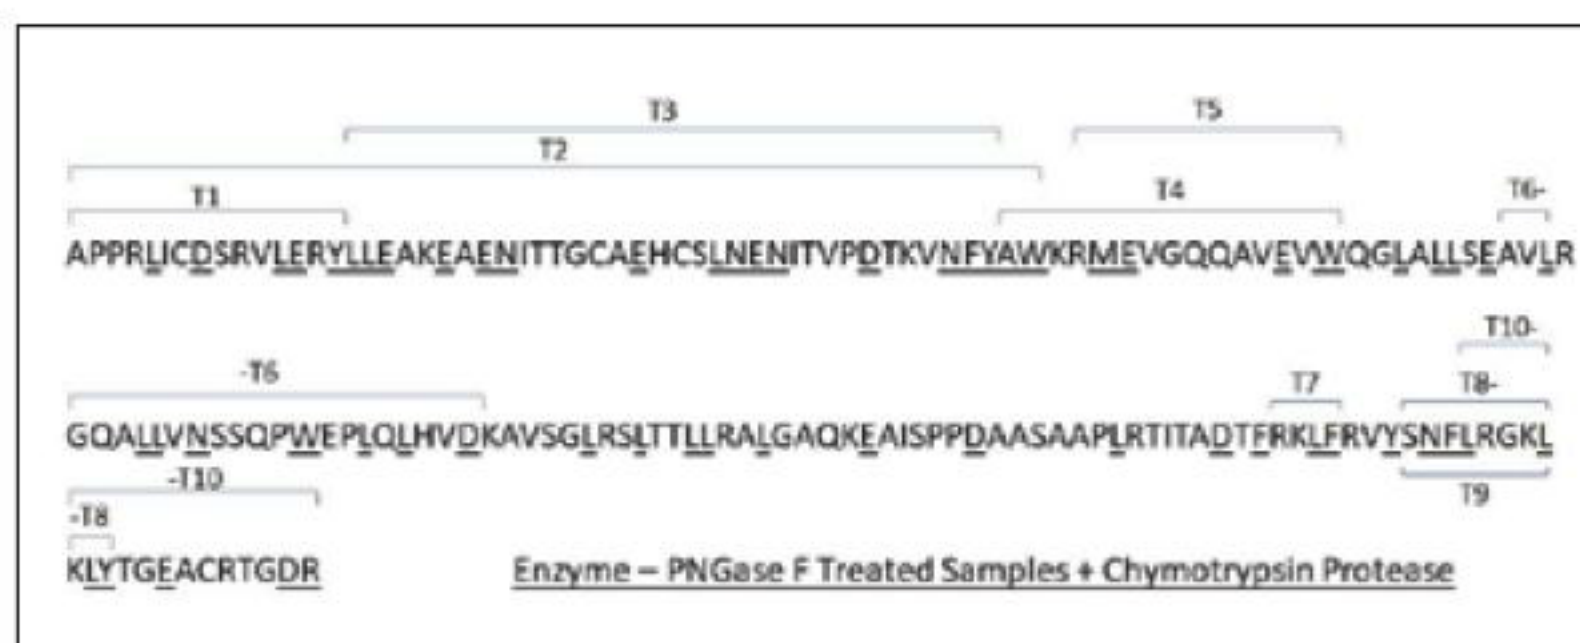 T3 T5
T2
T1 T4 T6-
APPRLICDSRVLERYLLEAKEAENITTGCAEHCSLNENITVPDTKVNFYAWKRMEVGQQAVEVWQGLALLSEAVLR
T10-
-T6 T7 T8-
GQALLVNSSQPWEPLQLHVDKAVSGLRSLTTLLRALGAQKEAISPPDAASAAPLRTITADTFRKLFRVYSNFLRGKL
-T10 T9
-T8
KLYTGEACRTGDR Enzyme – PNGase F Treated Samples + Chymotrypsin Protease